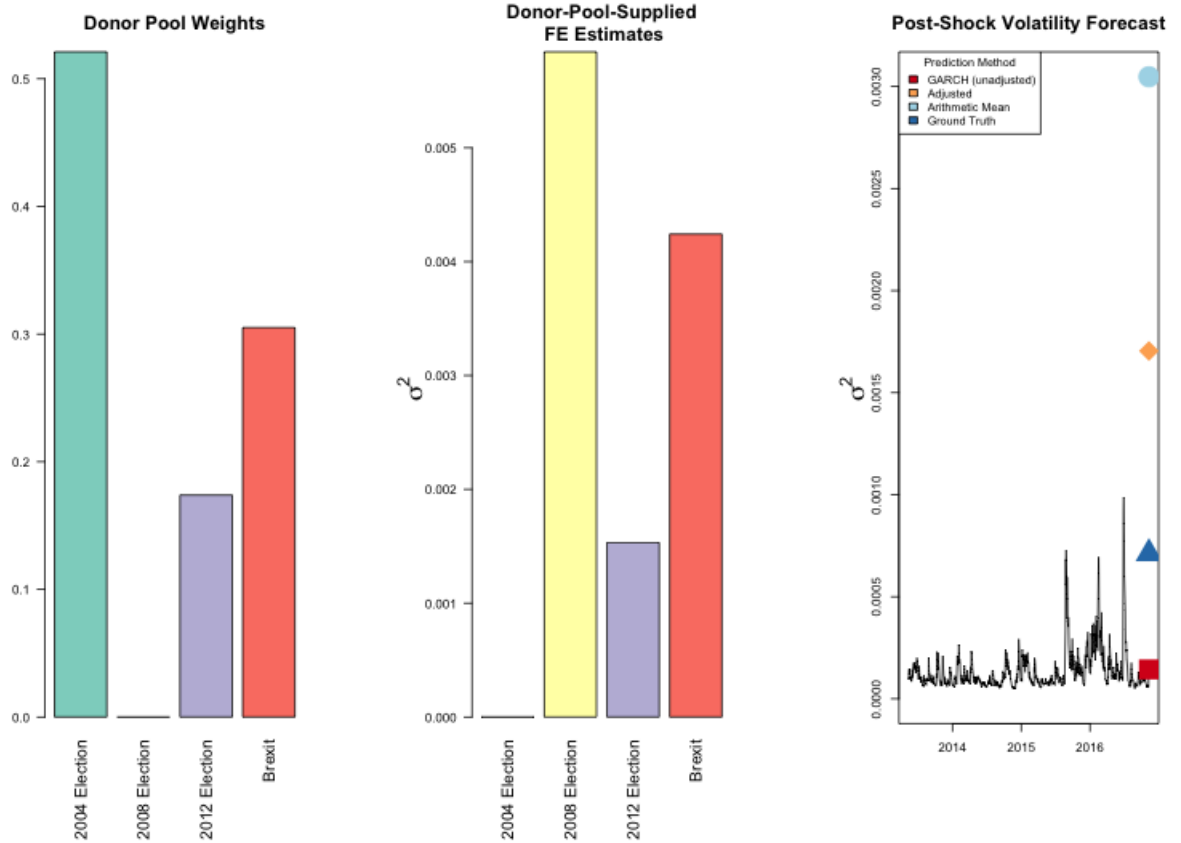 Donor Pool Weights
0.5
0.4
0.3
0.2
0.1
0.0
2004 Election
2008 Election
2012 Election
Brexit
Donor-Pool-Supplied
FE Estimates
σ²
0.005
0.004
0.003
0.002
0.001
0.000
2004 Election
2008 Election
2012 Election
Brexit
Post-Shock Volatility Forecast
Prediction Method
GARCH (unadjusted)
Adjusted
Arithmetic Mean
Ground Truth
σ²
0.0030
0.0025
0.0020
0.0015
0.0010
0.0005
0.0000
2014
2015
2016